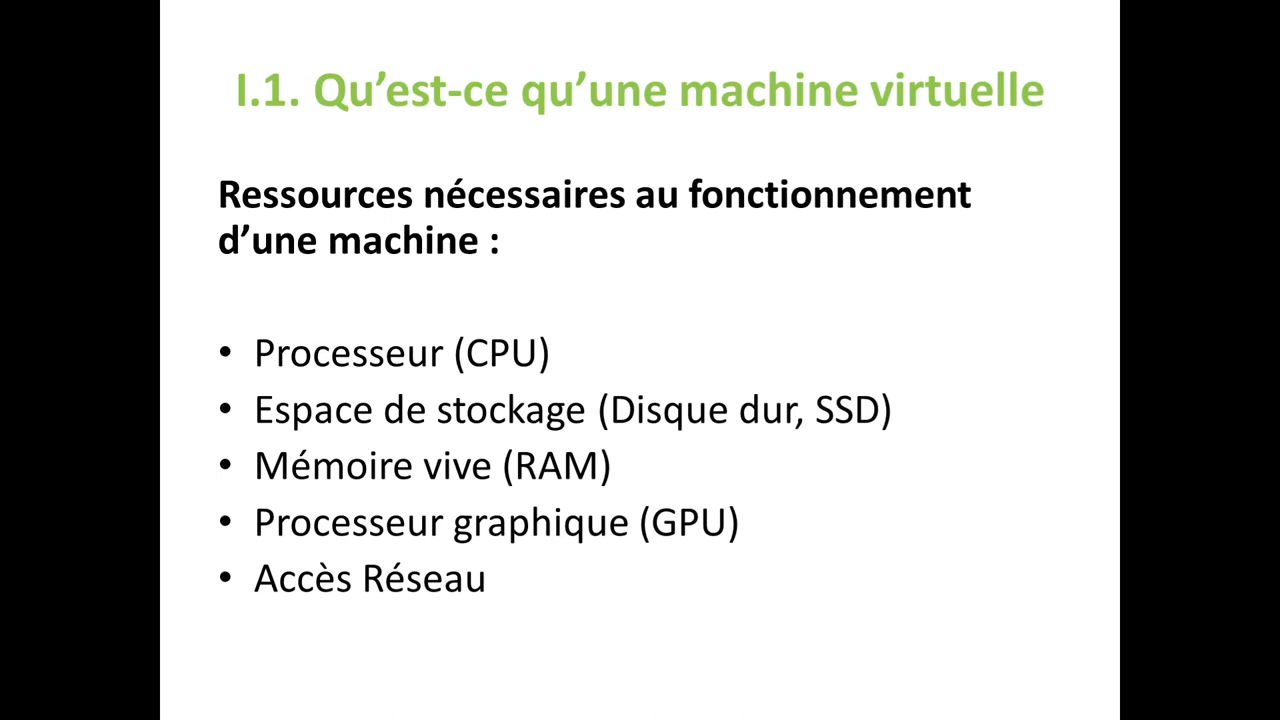 I.1. Qu’est-ce qu’une machine virtuelle
Ressources nécessaires au fonctionnement
d’une machine :
• Processeur (CPU)
• Espace de stockage (Disque dur, SSD)
• Mémoire vive (RAM)
• Processeur graphique (GPU)
• Accès Réseau